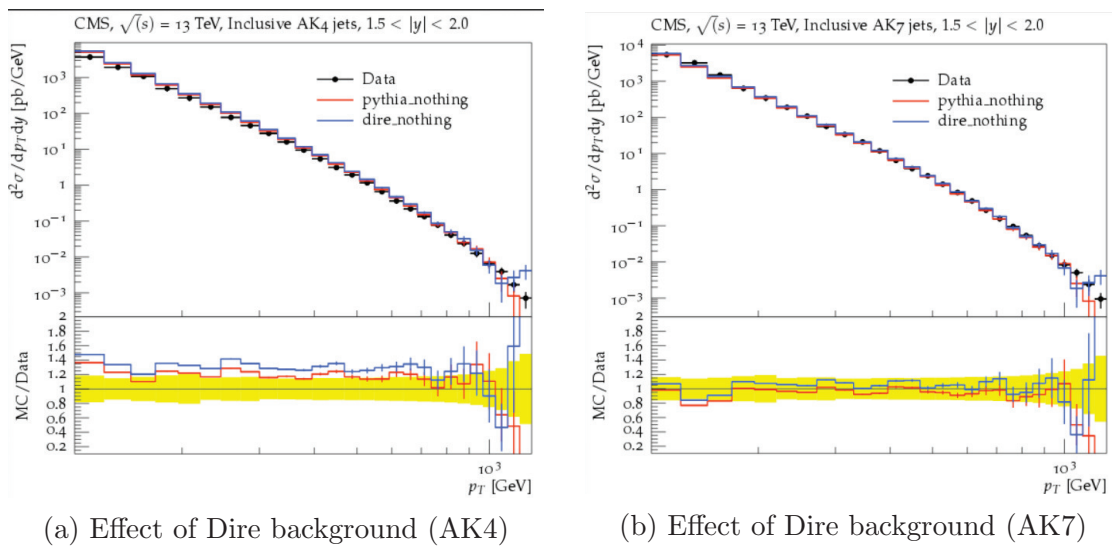 CMS, √(s) = 13 TeV, Inclusive AK4 jets, 1.5 < |y| < 2.0
d²σ/dp_T dy [pb/GeV]
10³
10²
10¹
1
10⁻¹
10⁻²
10⁻³
Data
pythia_nothing
dire_nothing
MC/Data
2
1.8
1.6
1.4
1.2
1
0.8
0.6
0.4
0.2
10³
p_T [GeV]
(a) Effect of Dire background (AK4)
CMS, √(s) = 13 TeV, Inclusive AK7 jets, 1.5 < |y| < 2.0
d²σ/dp_T dy [pb/GeV]
10⁴
10³
10²
10¹
1
10⁻¹
10⁻²
10⁻³
Data
pythia_nothing
dire_nothing
MC/Data
2
1.8
1.6
1.4
1.2
1
0.8
0.6
0.4
0.2
10³
p_T [GeV]
(b) Effect of Dire background (AK7)